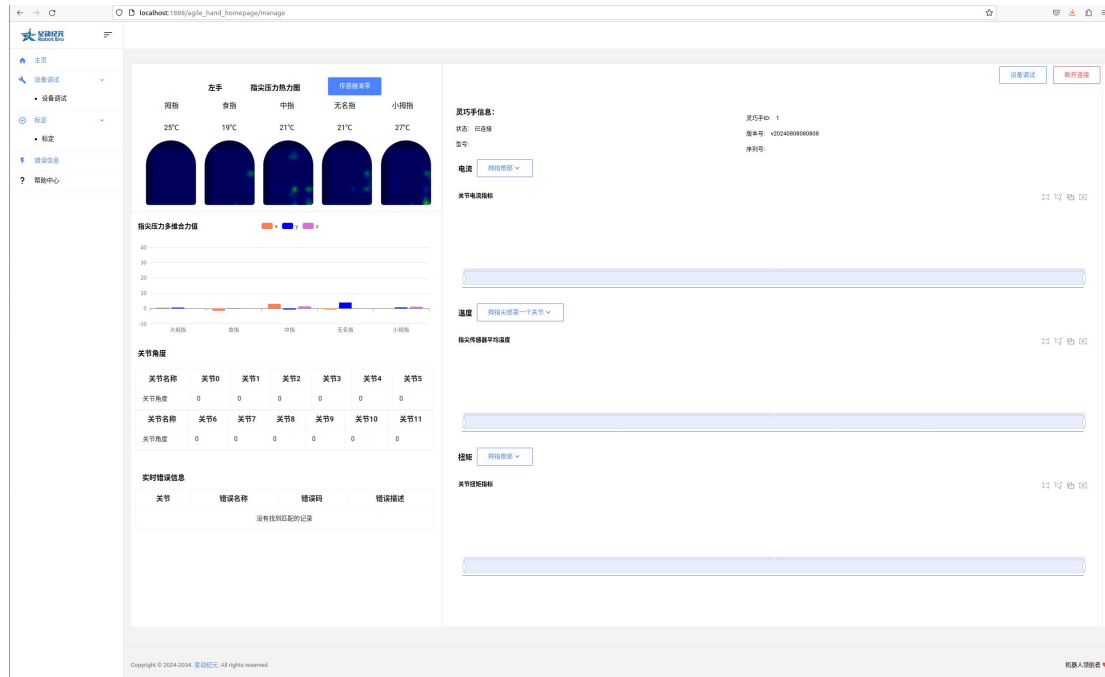 localhost:1888/agile_hand_homepage/manage
星动纪元
Robot Era
主页
设备调试
设备调试
标定
标定
错误信息
帮助中心
左手 指尖压力热力图 传感器清零
拇指 食指 中指 无名指 小拇指
25°C 19°C 21°C 21°C 27°C
指尖压力多维合力值 x y z
40
30
20
10
0
-20
大拇指 食指 中指 无名指 小拇指
关节角度
关节名称 关节0 关节1 关节2 关节3 关节4 关节5
关节角度 0 0 0 0 0 0
关节名称 关节6 关节7 关节8 关节9 关节10 关节11
关节角度 0 0 0 0 0 0
实时错误信息
关节 错误名称 错误码 错误描述
没有找到匹配的记录
设备调试 断开连接
灵巧手信息：
灵巧手ID: 1
状态: 已连接
版本号: v20240808080808
型号:
序列号:
电流 拇指根部
关节电流指标
温度 拇指尖部第一个关节
指尖传感器平均温度
扭矩 拇指根部
关节扭矩指标
Copyright © 2024-2034. 星动纪元. All rights reserved.
机器人领航者